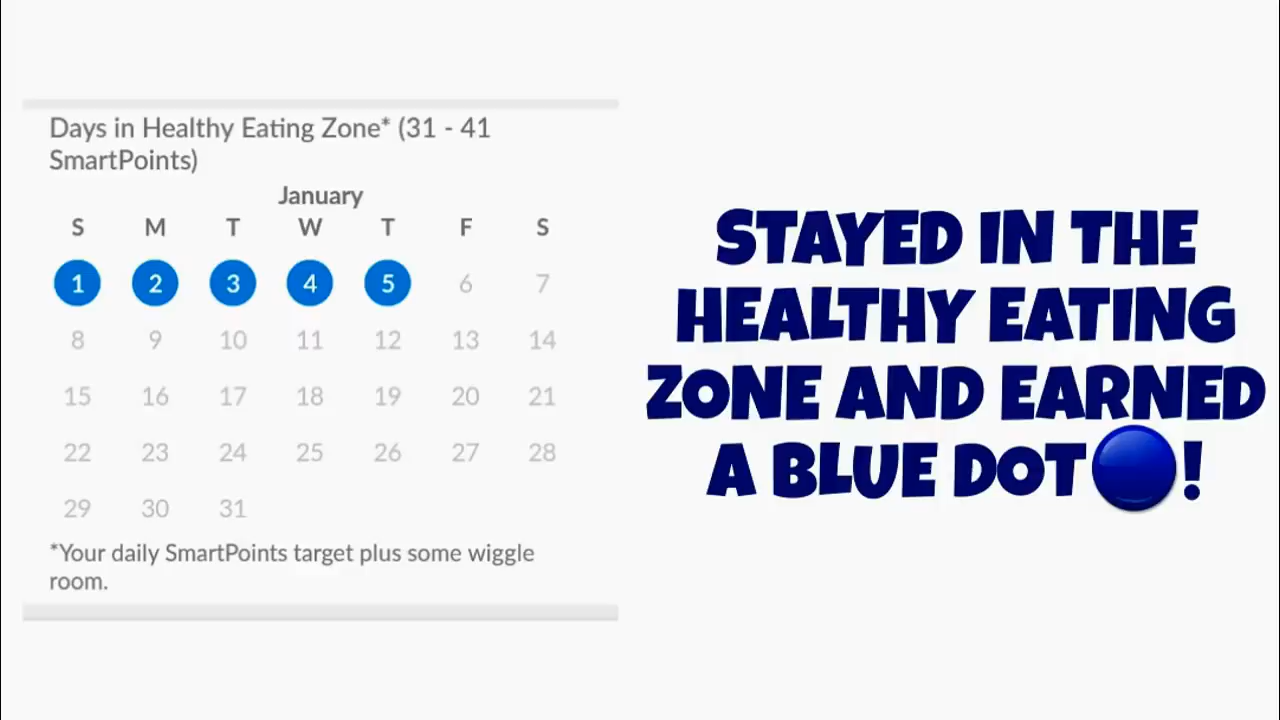 Days in Healthy Eating Zone* (31 - 41
SmartPoints)
January
S M T W T F S
1 2 3 4 5 6 7
8 9 10 11 12 13 14
15 16 17 18 19 20 21
22 23 24 25 26 27 28
29 30 31
*Your daily SmartPoints target plus some wiggle
room.
STAYED IN THE
HEALTHY EATING
ZONE AND EARNED
A BLUE DOT🔵!